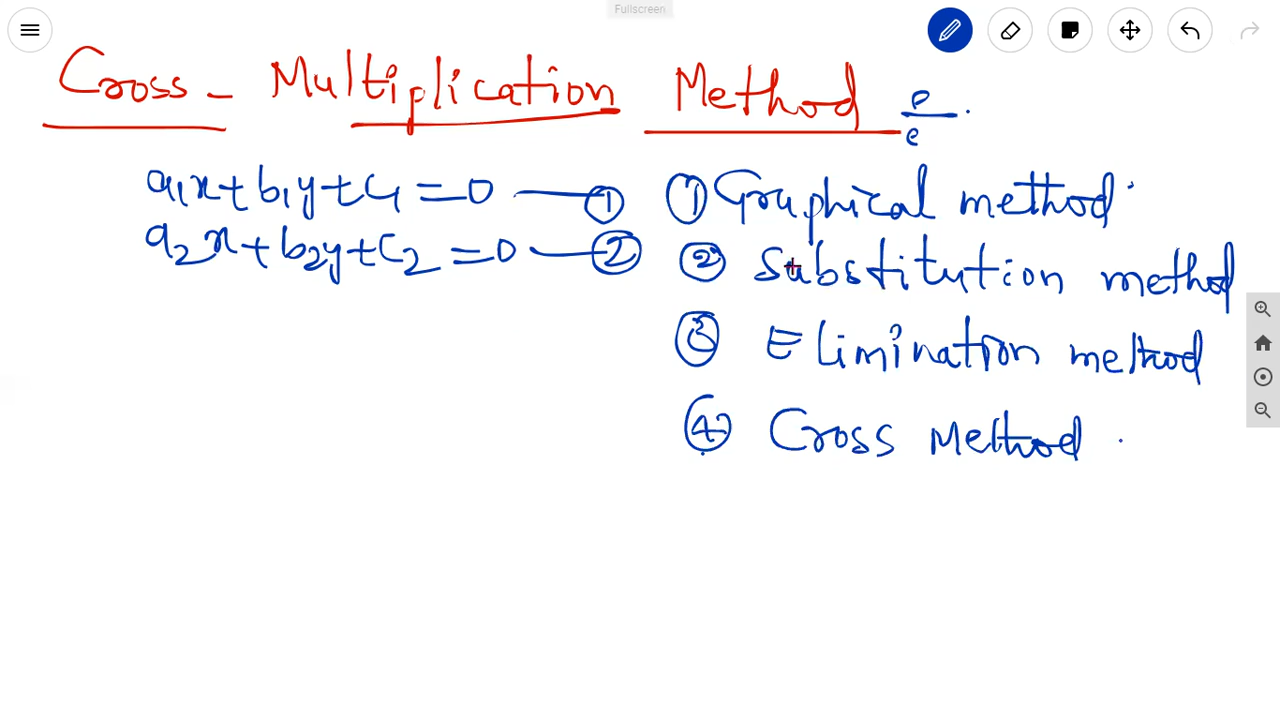 Fullscreen
Cross - Multiplication Method
a₁x + b₁y + c₁ = 0 —— ①
a₂x + b₂y + c₂ = 0 —— ②
① Graphical method
② Substitution method
③ Elimination method
④ Cross Method